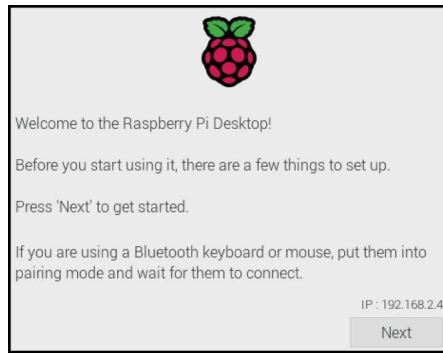 Welcome to the Raspberry Pi Desktop!
Before you start using it, there are a few things to set up.
Press 'Next' to get started.
If you are using a Bluetooth keyboard or mouse, put them into
pairing mode and wait for them to connect.
IP : 192.168.2.4
Next